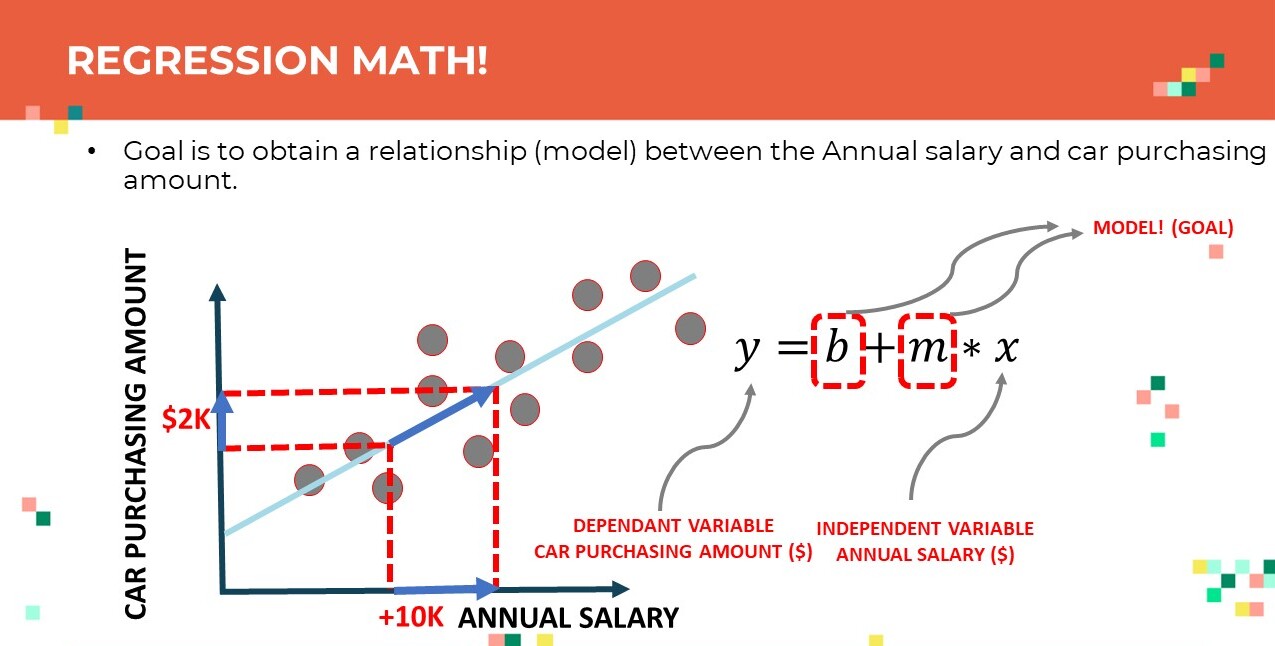 REGRESSION MATH!
• Goal is to obtain a relationship (model) between the Annual salary and car purchasing
amount.
MODEL! (GOAL)
CAR PURCHASING AMOUNT
y = b + m * x
$2K
DEPENDANT VARIABLE
CAR PURCHASING AMOUNT ($)
INDEPENDENT VARIABLE
ANNUAL SALARY ($)
+10K
ANNUAL SALARY